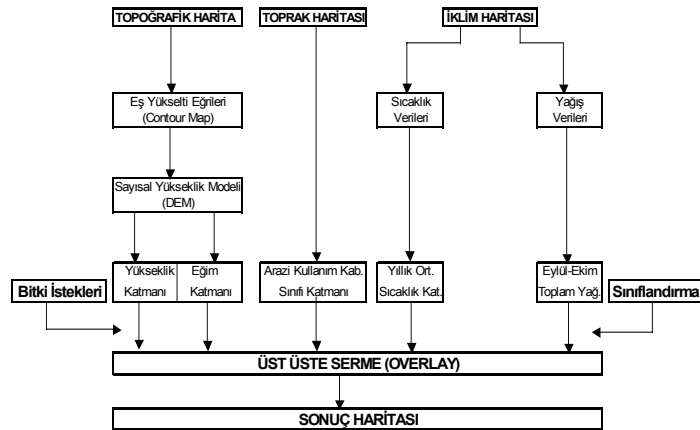 TOPOĞRAFİK HARİTA
TOPRAK HARİTASI
İKLİM HARİTASI
Eş Yükselti Eğrileri
(Contour Map)
Sıcaklık
Verileri
Yağış
Verileri
Sayısal Yükseklik Modeli
(DEM)
Bitki İstekleri
Yükseklik
Katmanı
Eğim
Katmanı
Arazi Kullanım Kab.
Sınıfı Katmanı
Yıllık Ort.
Sıcaklık Kat.
Eylül-Ekim
Toplam Yağ.
Sınıflandırma
ÜST ÜSTE SERME (OVERLAY)
SONUÇ HARİTASI